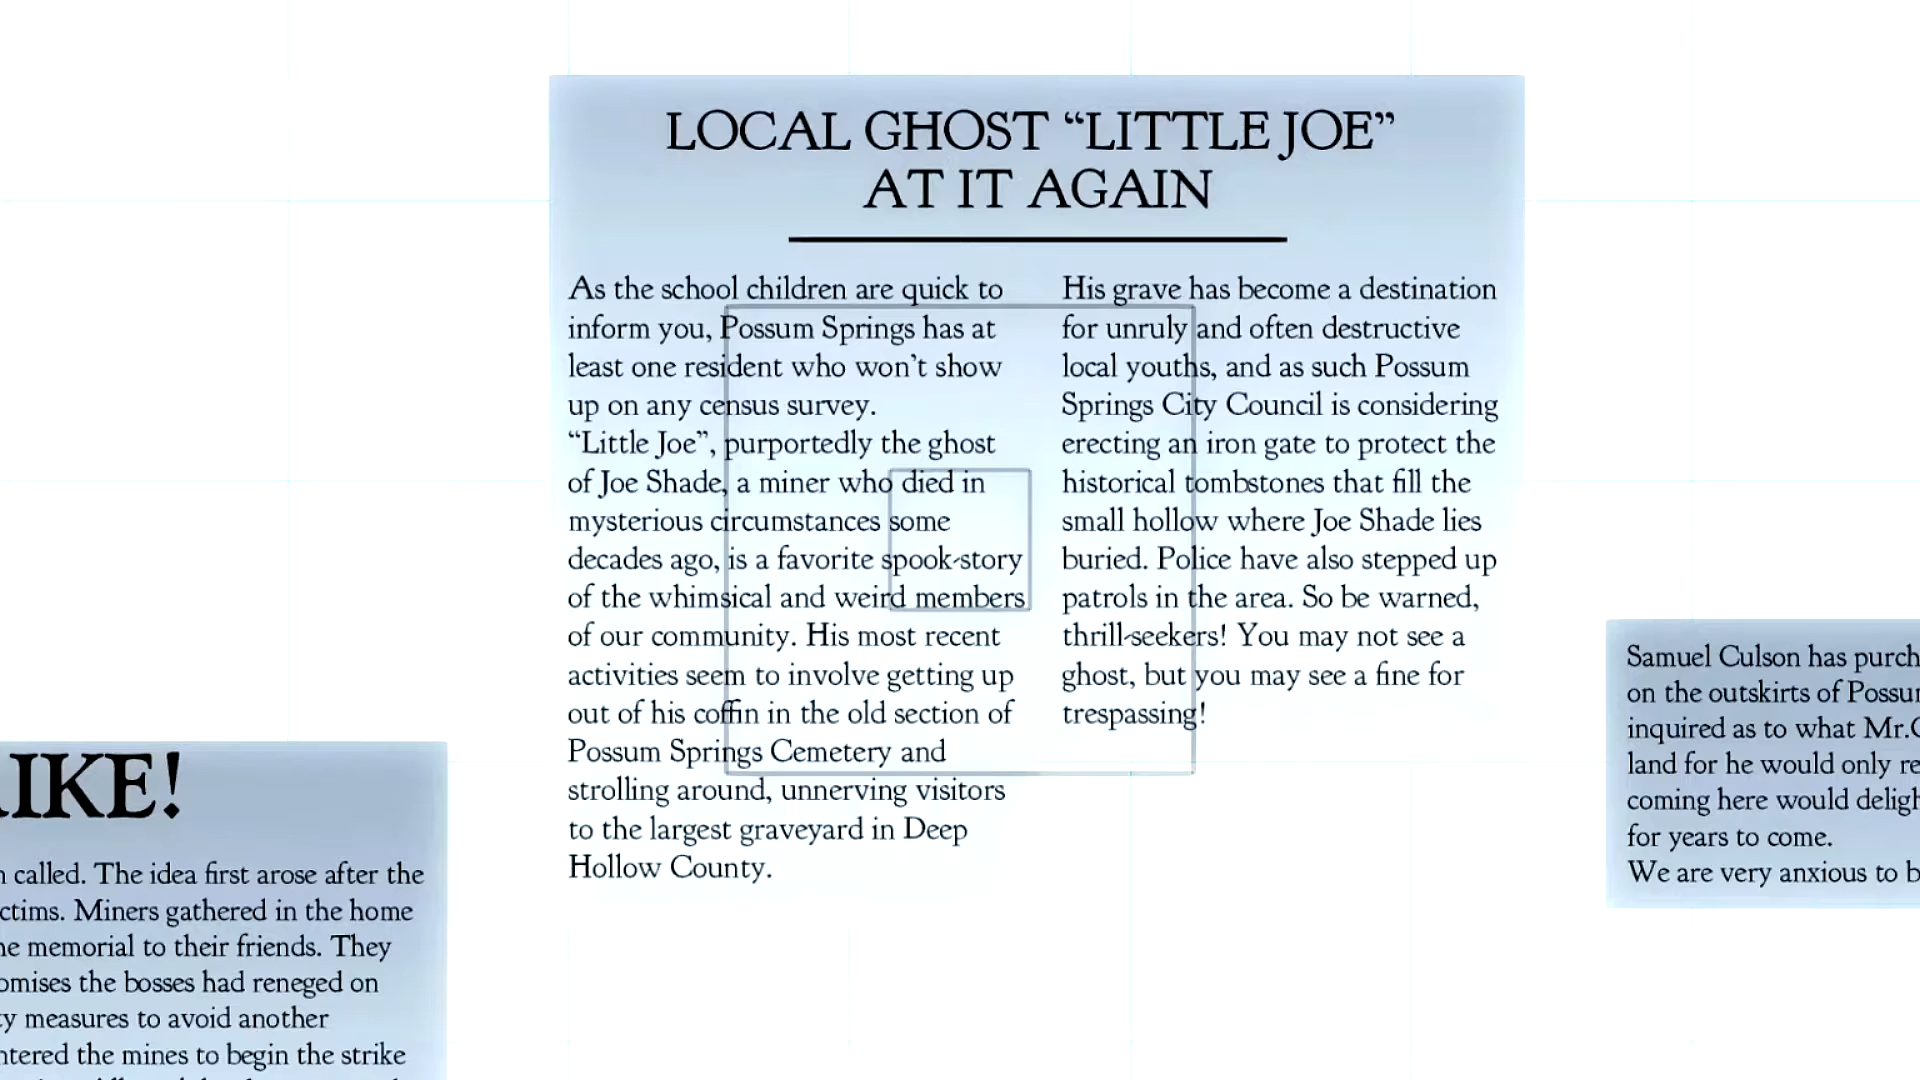 LOCAL GHOST “LITTLE JOE”
AT IT AGAIN
As the school children are quick to
inform you, Possum Springs has at
least one resident who won’t show
up on any census survey.
“Little Joe”, purportedly the ghost
of Joe Shade, a miner who died in
mysterious circumstances some
decades ago, is a favorite spook-story
of the whimsical and weird members
of our community. His most recent
activities seem to involve getting up
out of his coffin in the old section of
Possum Springs Cemetery and
strolling around, unnerving visitors
to the largest graveyard in Deep
Hollow County.
His grave has become a destination
for unruly and often destructive
local youths, and as such Possum
Springs City Council is considering
erecting an iron gate to protect the
historical tombstones that fill the
small hollow where Joe Shade lies
buried. Police have also stepped up
patrols in the area. So be warned,
thrill-seekers! You may not see a
ghost, but you may see a fine for
trespassing!
IKE!
called. The idea first arose after the
ctims. Miners gathered in the home
memorial to their friends. They
omises the bosses had reneged on
y measures to avoid another
ntered the mines to begin the strike
Samuel Culson has purch
on the outskirts of Possu
inquired as to what Mr.
land for he would only re
coming here would deligh
for years to come.
We are very anxious to b